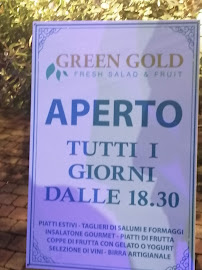 GREEN GOLD
FRESH SALAD & FRUIT
APERTO
TUTTI I
GIORNI
DALLE 18.30
PIATTI ESTIVI - TAGLIERI DI SALUMI E FORMAGGI
INSALATONE GOURMET - PIATTI DI FRUTTA
COPPE DI FRUTTA CON GELATO O YOGURT
SELEZIONE DI VINI - BIRRA ARTIGIANALE